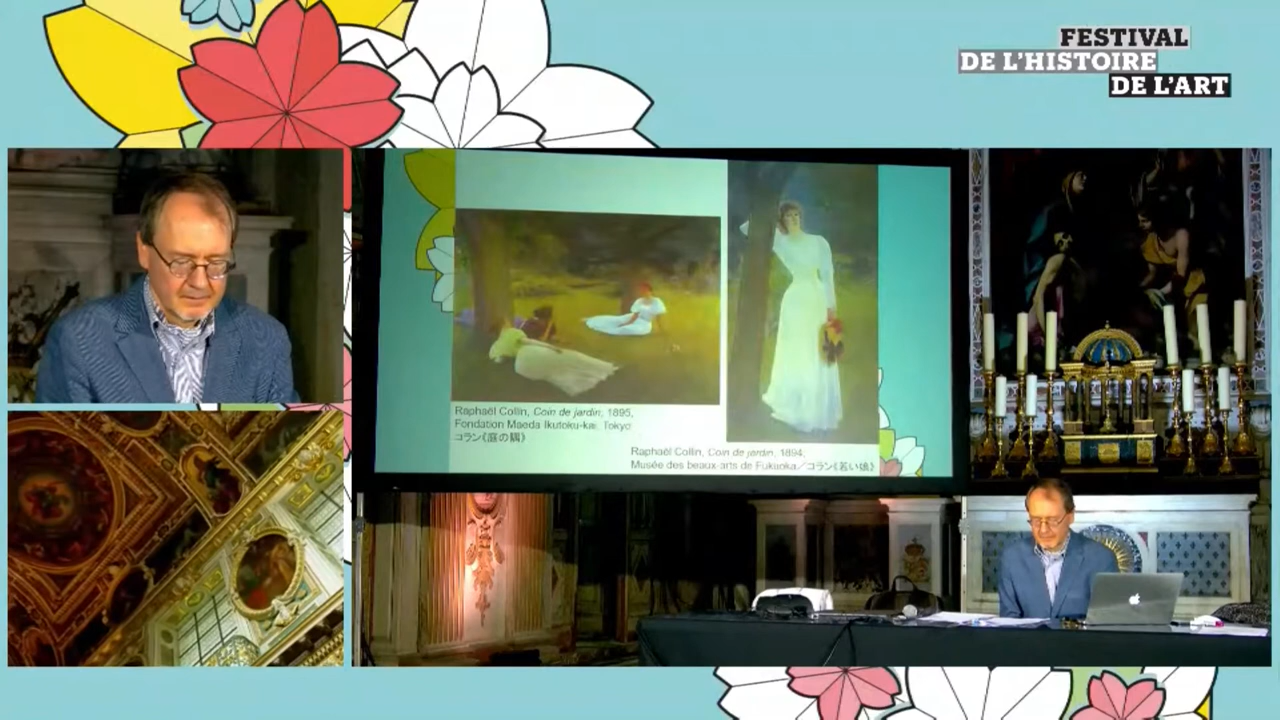 FESTIVAL
DE L'HISTOIRE
DE L'ART
Raphaël Collin, Coin de jardin, 1895,
Fondation Maeda Ikutoku-kai, Tokyo
コラン《庭の隅》
Raphaël Collin, Coin de jardin, 1894,
Musée des beaux-arts de Fukuoka／コラン《若い娘》